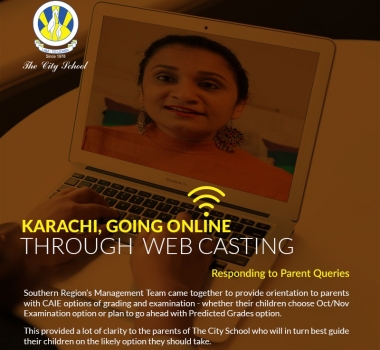 Since 1978
The City School
KARACHI, GOING ONLINE
THROUGH WEB CASTING
Responding to Parent Queries
Southern Region's Management Team came together to provide orientation to parents
with CAIE options of grading and examination - whether their children choose Oct/Nov
Examination option or plan to go ahead with Predicted Grades option.
This provided a lot of clarity to the parents of The City School who will in turn best guide
their children on the likely option they should take.